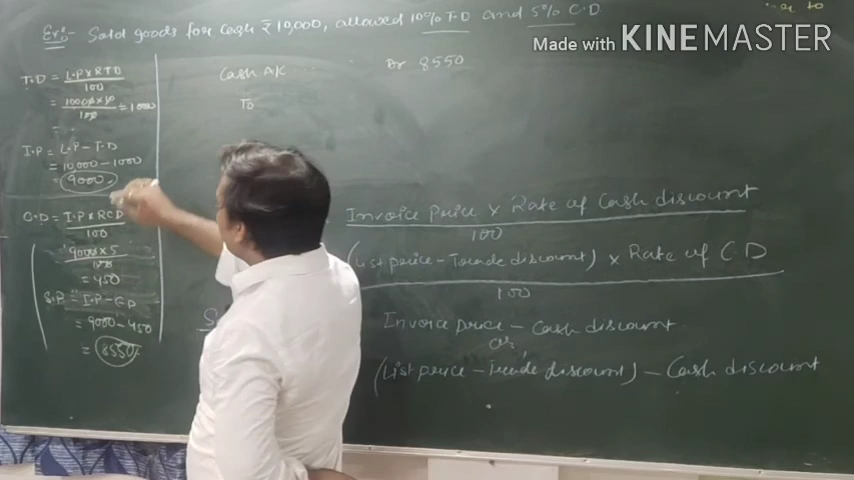 Ex:- Sold goods for cash ₹ 10,000, allowed 10% T.D and 5% C.D
to
Made with KINEMASTER
T.D = L.P X R T D
100
= 10000 x 10
100
= 1000
I.P = L.P - T.D
= 10,000 - 1000
= 9000
C.D = I.P X RCD
100
9000 x 5
100
= 450
S.P = I.P - CD
= 9000 - 450
= 8550
Cash A/c Dr 8550
To
Invoice Price x Rate of Cash discount
100
(List price - Trade discount) x Rate of C.D
100
S
Invoice price - Cash discount
or
(List price - Trade discount) - Cash discount